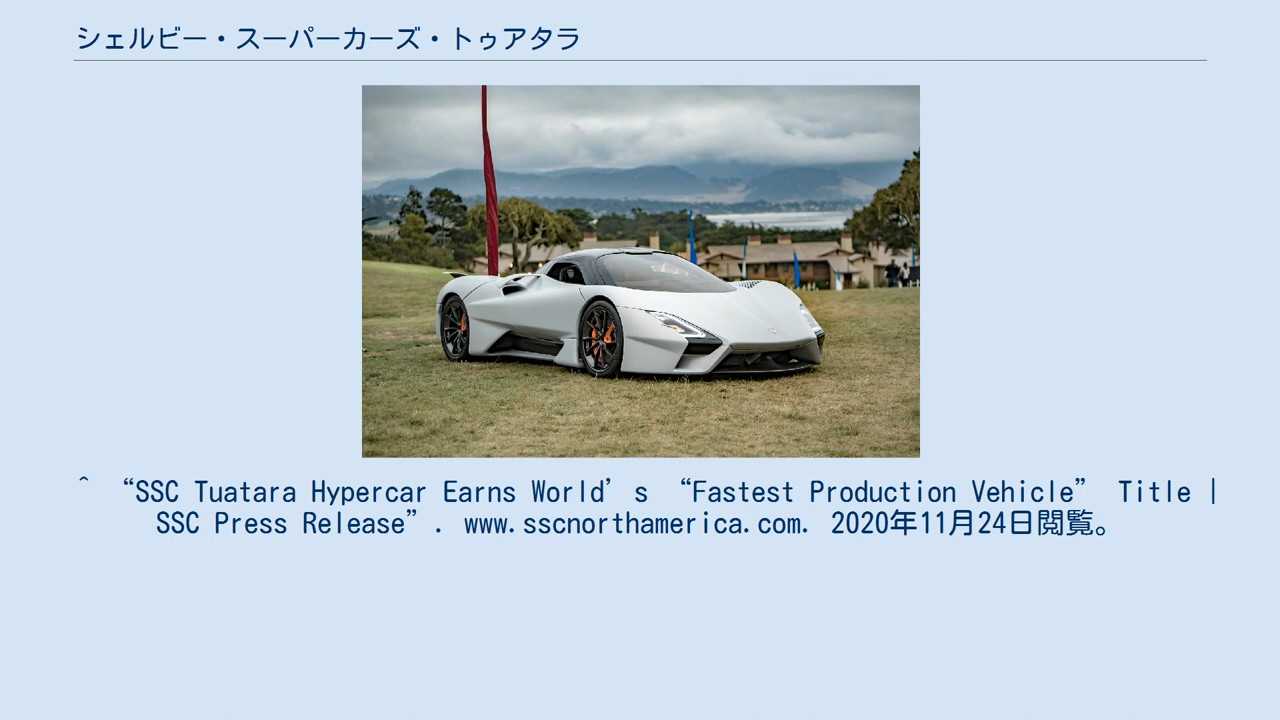 シェルビー・スーパーカーズ・トゥアタラ
^ “SSC Tuatara Hypercar Earns World’s “Fastest Production Vehicle” Title |
SSC Press Release”. www.sscnorthamerica.com. 2020年11月24日閲覧。